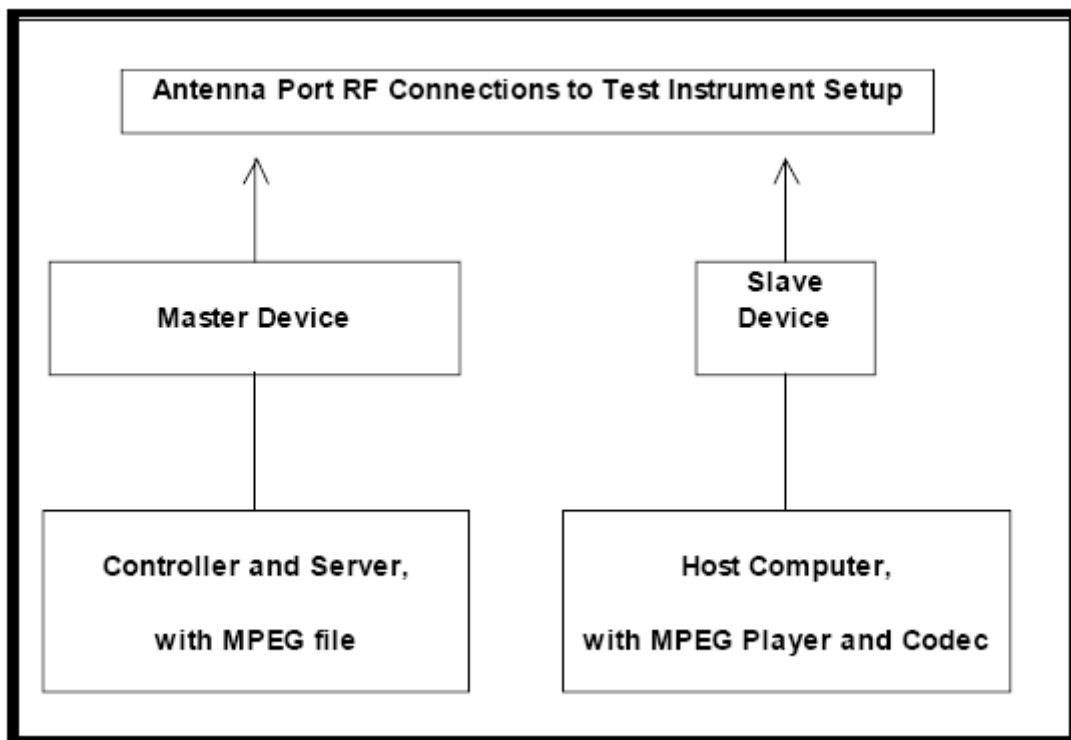 Antenna Port RF Connections to Test Instrument Setup
Master Device
Slave
Device
Controller and Server,
with MPEG file
Host Computer,
with MPEG Player and Codec